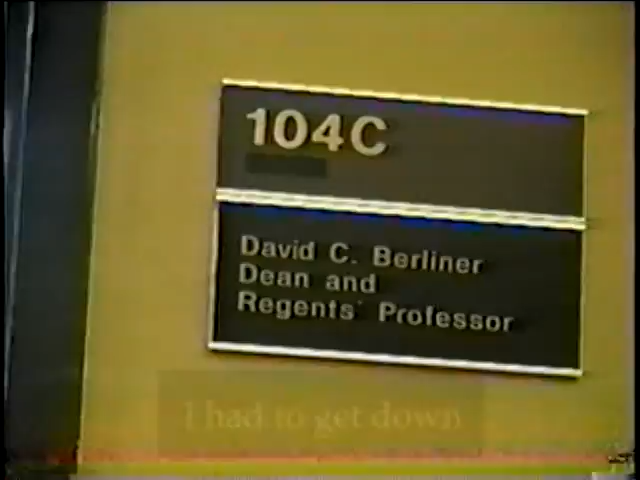 104C
David C. Berliner
Dean and
Regents' Professor
I had to get down